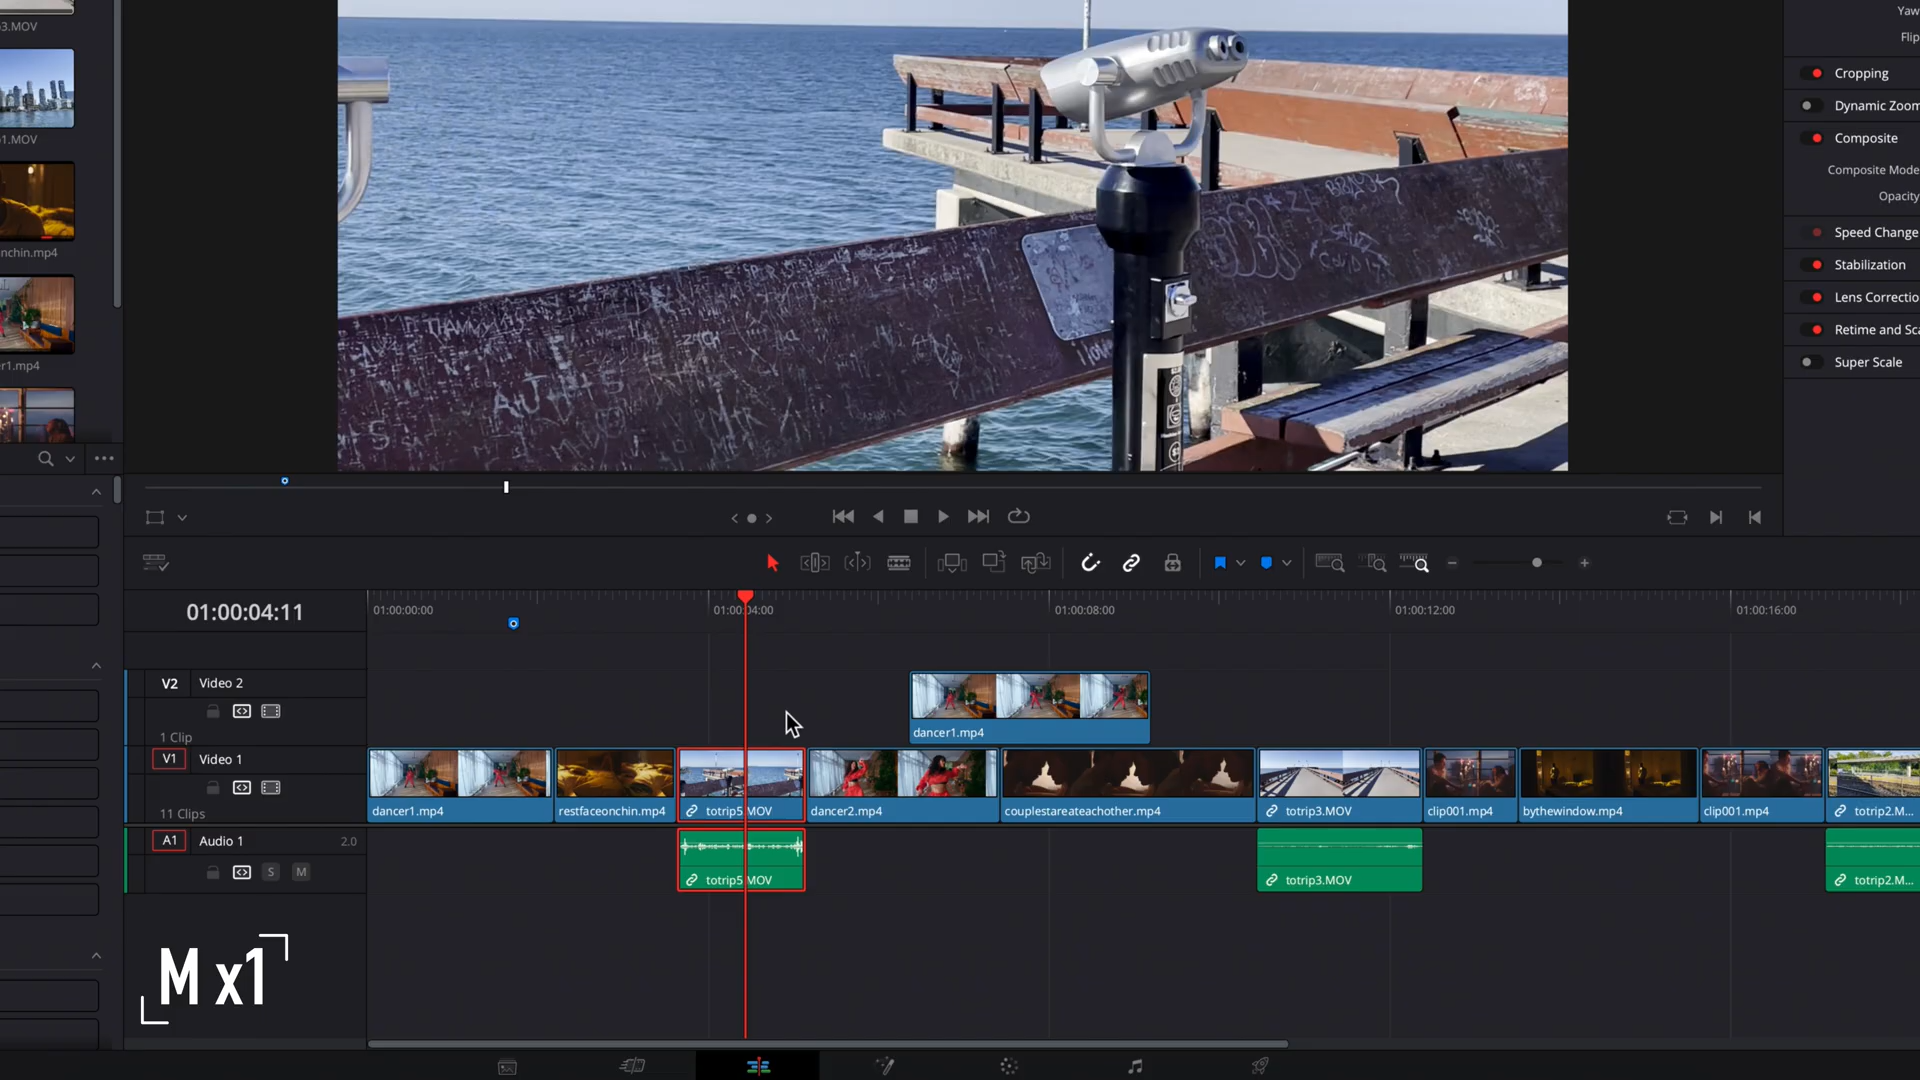 3.MOV
1.MOV
nchin.mp4
r1.mp4
Yaw
Flip
Cropping
Dynamic Zoom
Composite
Composite Mode
Opacity
Speed Change
Stabilization
Lens Correctio
Retime and Sca
Super Scale
01:00:04:11
01:00:00:00
01:00:04:00
01:00:08:00
01:00:12:00
01:00:16:00
V2 Video 2
1 Clip
dancer1.mp4
V1 Video 1
11 Clips
dancer1.mp4
restfaceonchin.mp4
totrip5.MOV
dancer2.mp4
couplestareateachother.mp4
totrip3.MOV
clip001.mp4
bythewindow.mp4
clip001.mp4
totrip2.M...
A1 Audio 1 2.0
S M
totrip5.MOV
totrip3.MOV
totrip2.M...
M x1